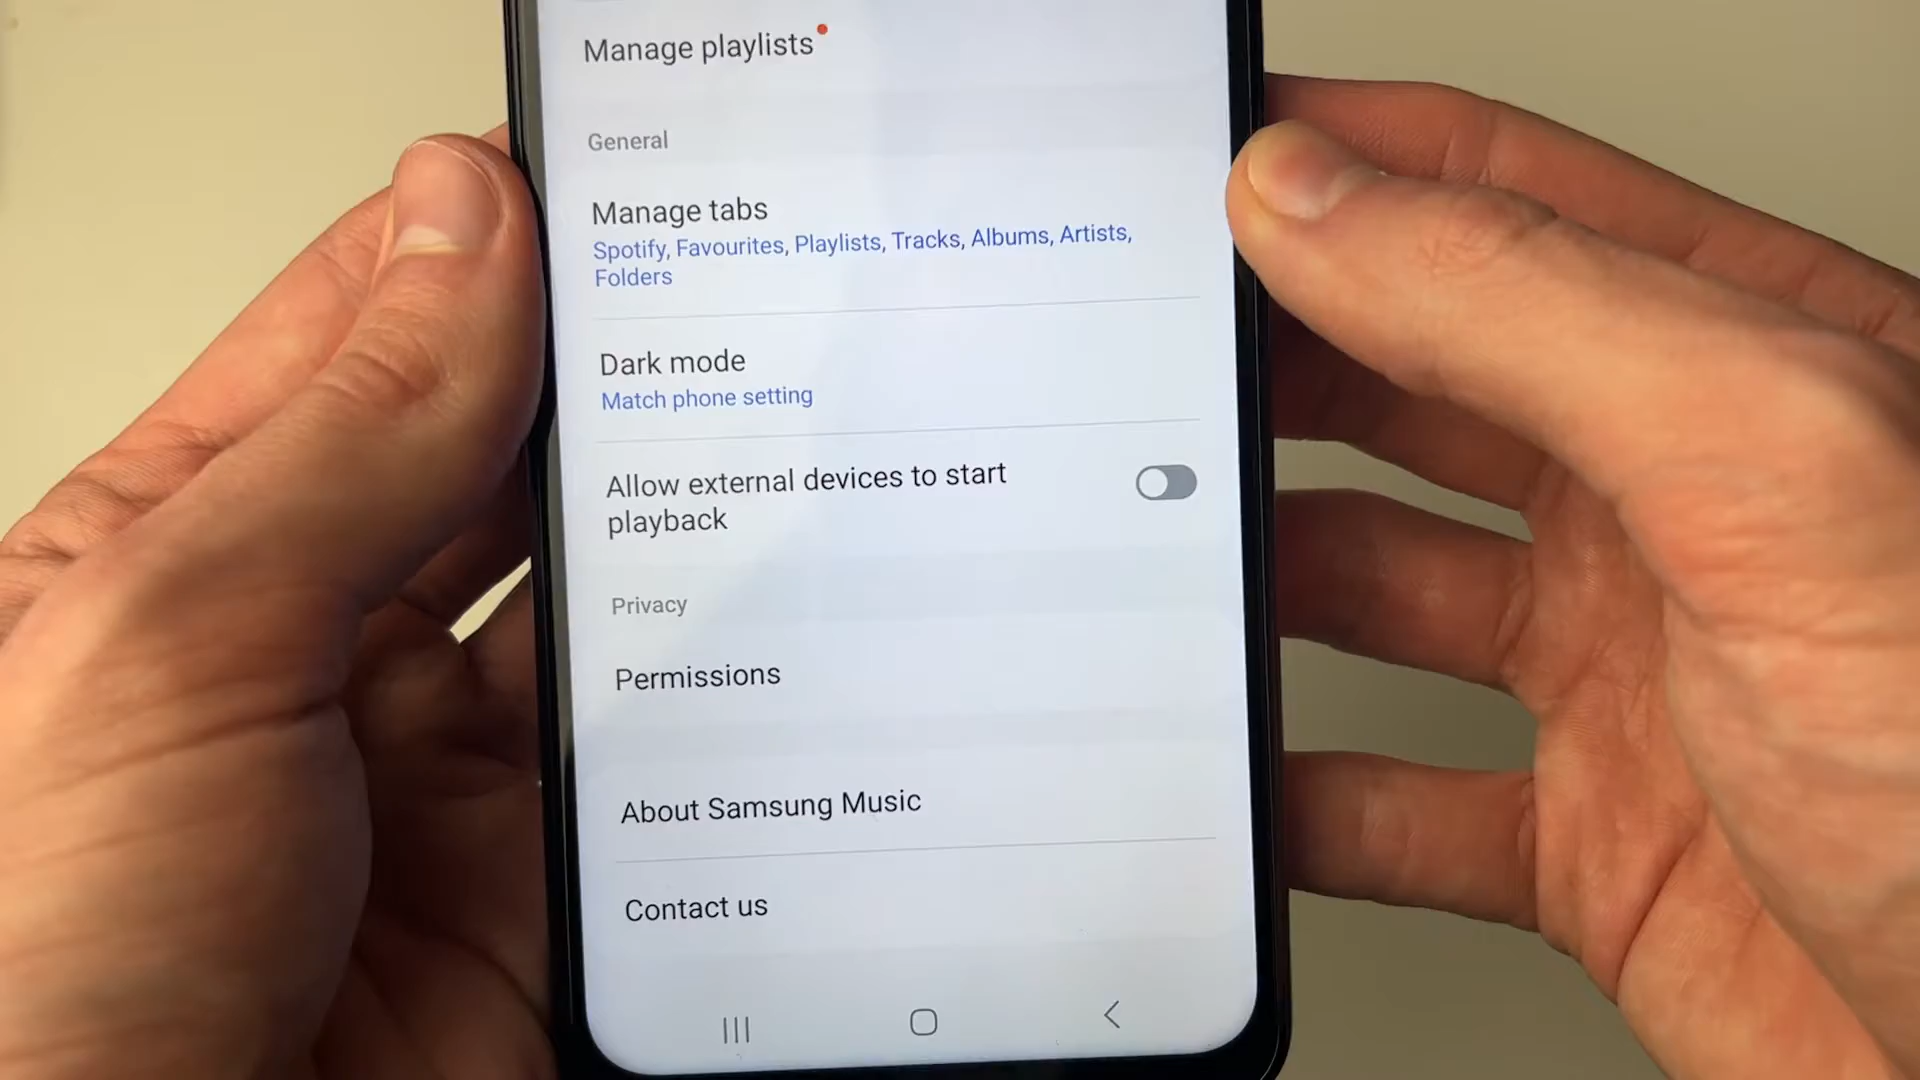 Manage playlists
General
Manage tabs
Spotify, Favourites, Playlists, Tracks, Albums, Artists,
Folders
Dark mode
Match phone setting
Allow external devices to start
playback
Privacy
Permissions
About Samsung Music
Contact us